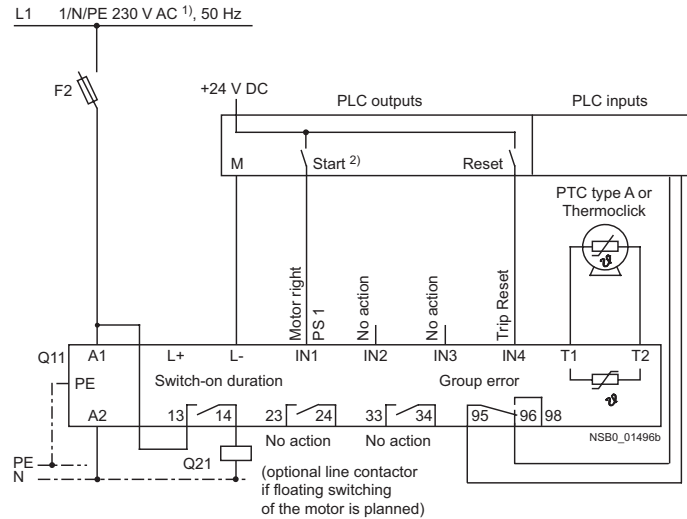 L1 1/N/PE 230 V AC 1), 50 Hz
F2
+24 V DC
PLC outputs
PLC inputs
M
Start 2)
Reset
PTC type A or
Thermoclick
ϑ
Motor right
PS 1
No action
No action
Trip Reset
Q11
A1 L+ L- IN1 IN2 IN3 IN4 T1 T2
PE
Switch-on duration
Group error
ϑ
A2
13 14 23 24 33 34 95 96 98
No action
No action
NSB0_01496b
Q21
PE
N
(optional line contactor
if floating switching
of the motor is planned)